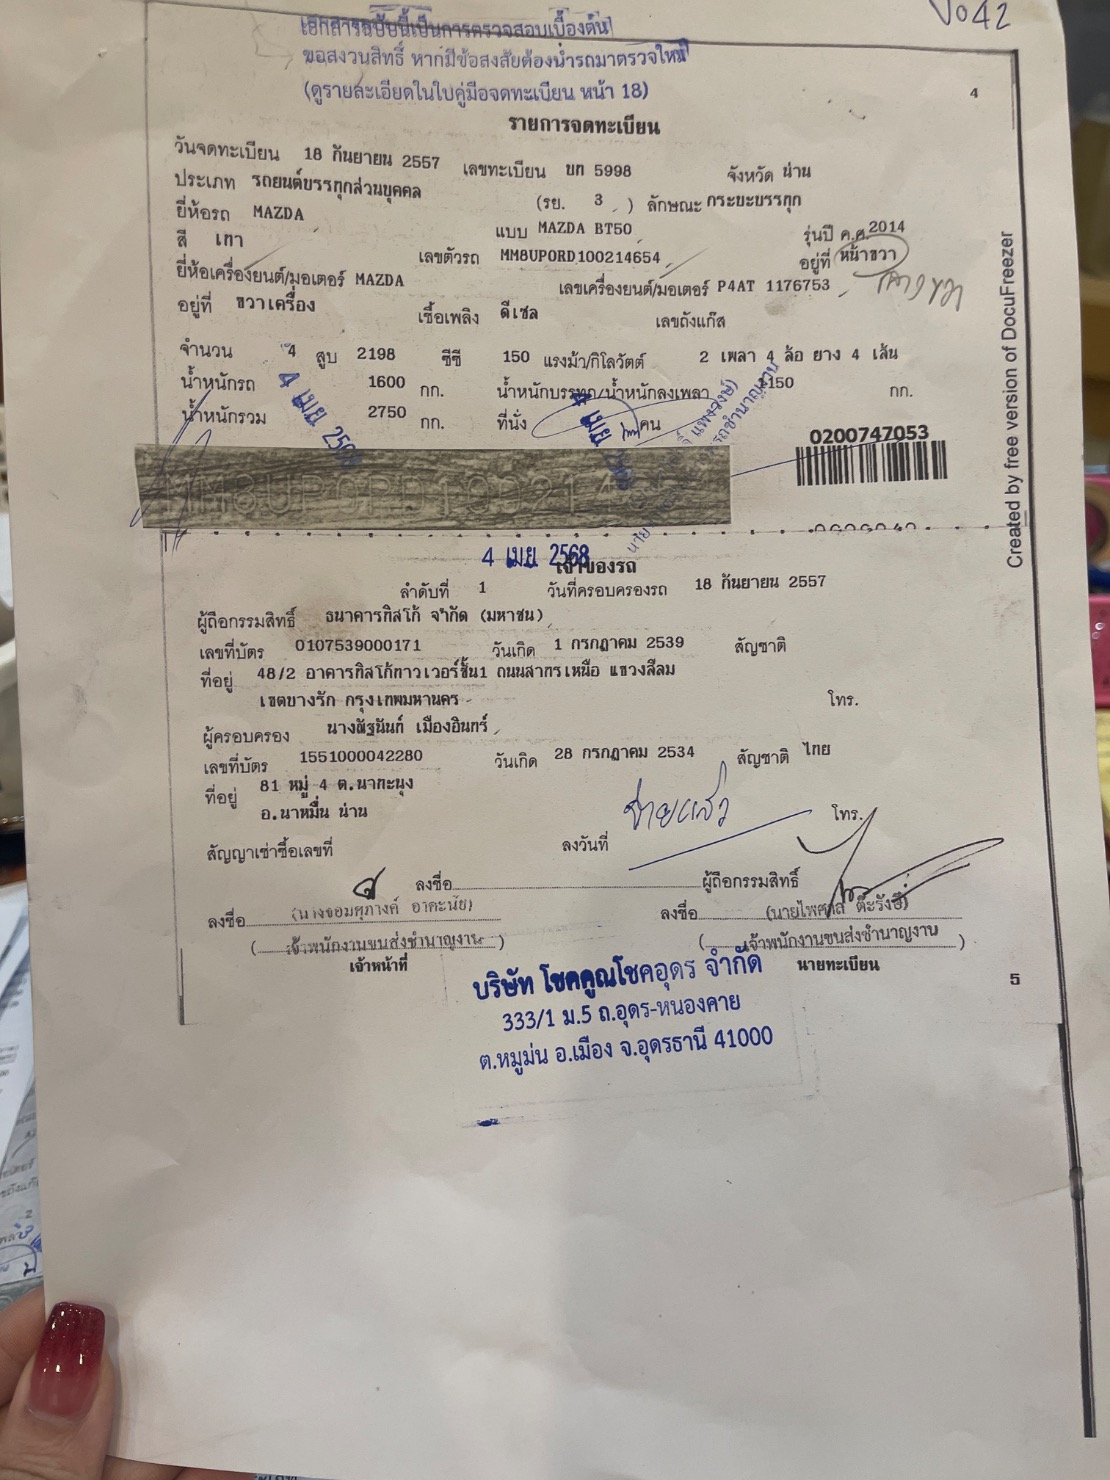 V042
เอกสารฉบับนี้เป็นการตรวจสอบเบื้องต้น
ขอสงวนสิทธิ์ หากมีข้อสงสัยต้องนำรถมาตรวจใหม่
(ดูรายละเอียดในใบคู่มือจดทะเบียน หน้า 18)
4
รายการจดทะเบียน
วันจดทะเบียน 18 กันยายน 2557 เลขทะเบียน บท 5998 จังหวัด น่าน
ประเภท รถยนต์บรรทุกส่วนบุคคล (รย. 3 ) ลักษณะ กระบะบรรทุก
ยี่ห้อรถ MAZDA แบบ MAZDA BT50 รุ่นปี ค.ศ. 2014
สี เทา เลขตัวรถ MM8UP0RD100214654 อยู่ที่ หน้าขวา
ยี่ห้อเครื่องยนต์/มอเตอร์ MAZDA เลขเครื่องยนต์/มอเตอร์ P4AT 1176753
อยู่ที่ ขวาเครื่อง เชื้อเพลิง ดีเซล เลขถังแก๊ส
จำนวน 4 สูบ 2198 ซีซี 150 แรงม้า/กิโลวัตต์ 2 เพลา 4 ล้อ ยาง 4 เส้น
น้ำหนักรถ 1600 กก. น้ำหนักบรรทุก/น้ำหนักลงเพลา 1150 กก.
น้ำหนักรวม 2750 กก. ที่นั่ง คน
4 เมย 2568
0200747053
MM8UP0RD1002146
Created by free version of DocuFreezer
4 เมย 2568
เจ้าของรถ
ลำดับที่ 1 วันที่ครอบครองรถ 18 กันยายน 2557
ผู้ถือกรรมสิทธิ์ ธนาคารทิสโก้ จำกัด (มหาชน)
เลขที่บัตร 0107539000171 วันเกิด 1 กรกฎาคม 2539 สัญชาติ
ที่อยู่ 48/2 อาคารทิสโก้ทาวเวอร์ชั้น1 ถนนสาทรเหนือ แขวงสีลม
เขตบางรัก กรุงเทพมหานคร โทร.
ผู้ครอบครอง นางณัฐนันท์ เมืองอินทร์
เลขที่บัตร 1551000042280 วันเกิด 28 กรกฎาคม 2534 สัญชาติ ไทย
ที่อยู่ 81 หมู่ 4 ต.นาทะนุง
อ.นาหมื่น น่าน โทร.
สัญญาเช่าซื้อเลขที่ ลงวันที่
จ่ายแล้ว
ลงชื่อ ผู้ถือกรรมสิทธิ์
ลงชื่อ ลงชื่อ
(เจ้าพนักงานขนส่งชำนาญงาน) (เจ้าพนักงานขนส่งชำนาญงาน)
เจ้าหน้าที่ นายทะเบียน
5
บริษัท โชคคูณโชคอุดร จำกัด
333/1 ม.5 ถ.อุดร-หนองคาย
ต.หมูม่น อ.เมือง จ.อุดรธานี 41000